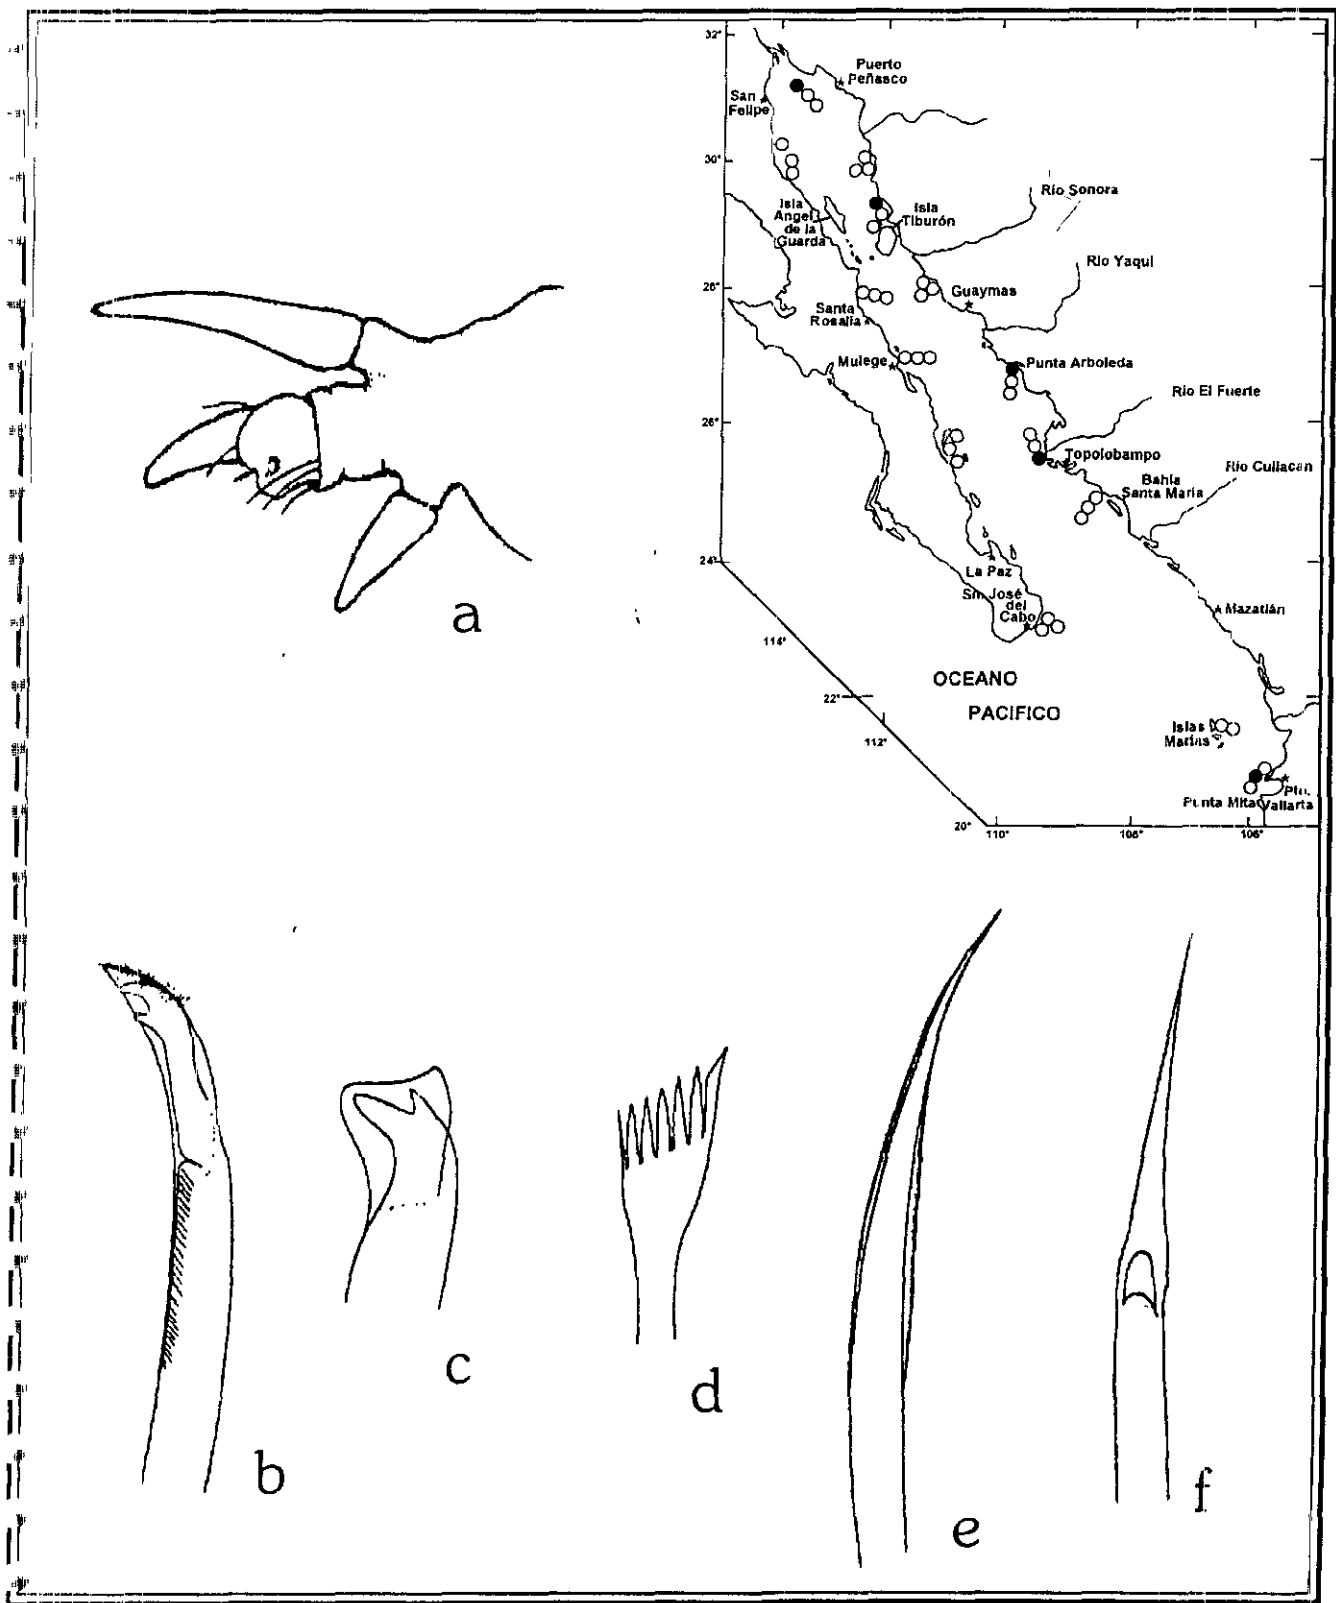 32°
Puerto
Peñasco
San
Felipe
30°
Río Sonora
Isla
Angel
de la
Guarda
Isla
Tiburón
Río Yaqui
28°
Guaymas
Santa
Rosalía
Mulege
Punta Arboleda
Río El Fuerte
26°
Topolobampo
Río Culiacán
Bahía
Santa María
24°
La Paz
Sn. José
del
Cabo
Mazatlán
114°
OCEANO
PACIFICO
22°
112°
Islas
Marías
Pto.
Punta Mita
Vallarta
20°
110°
108°
106°
a
b
c
d
e
f